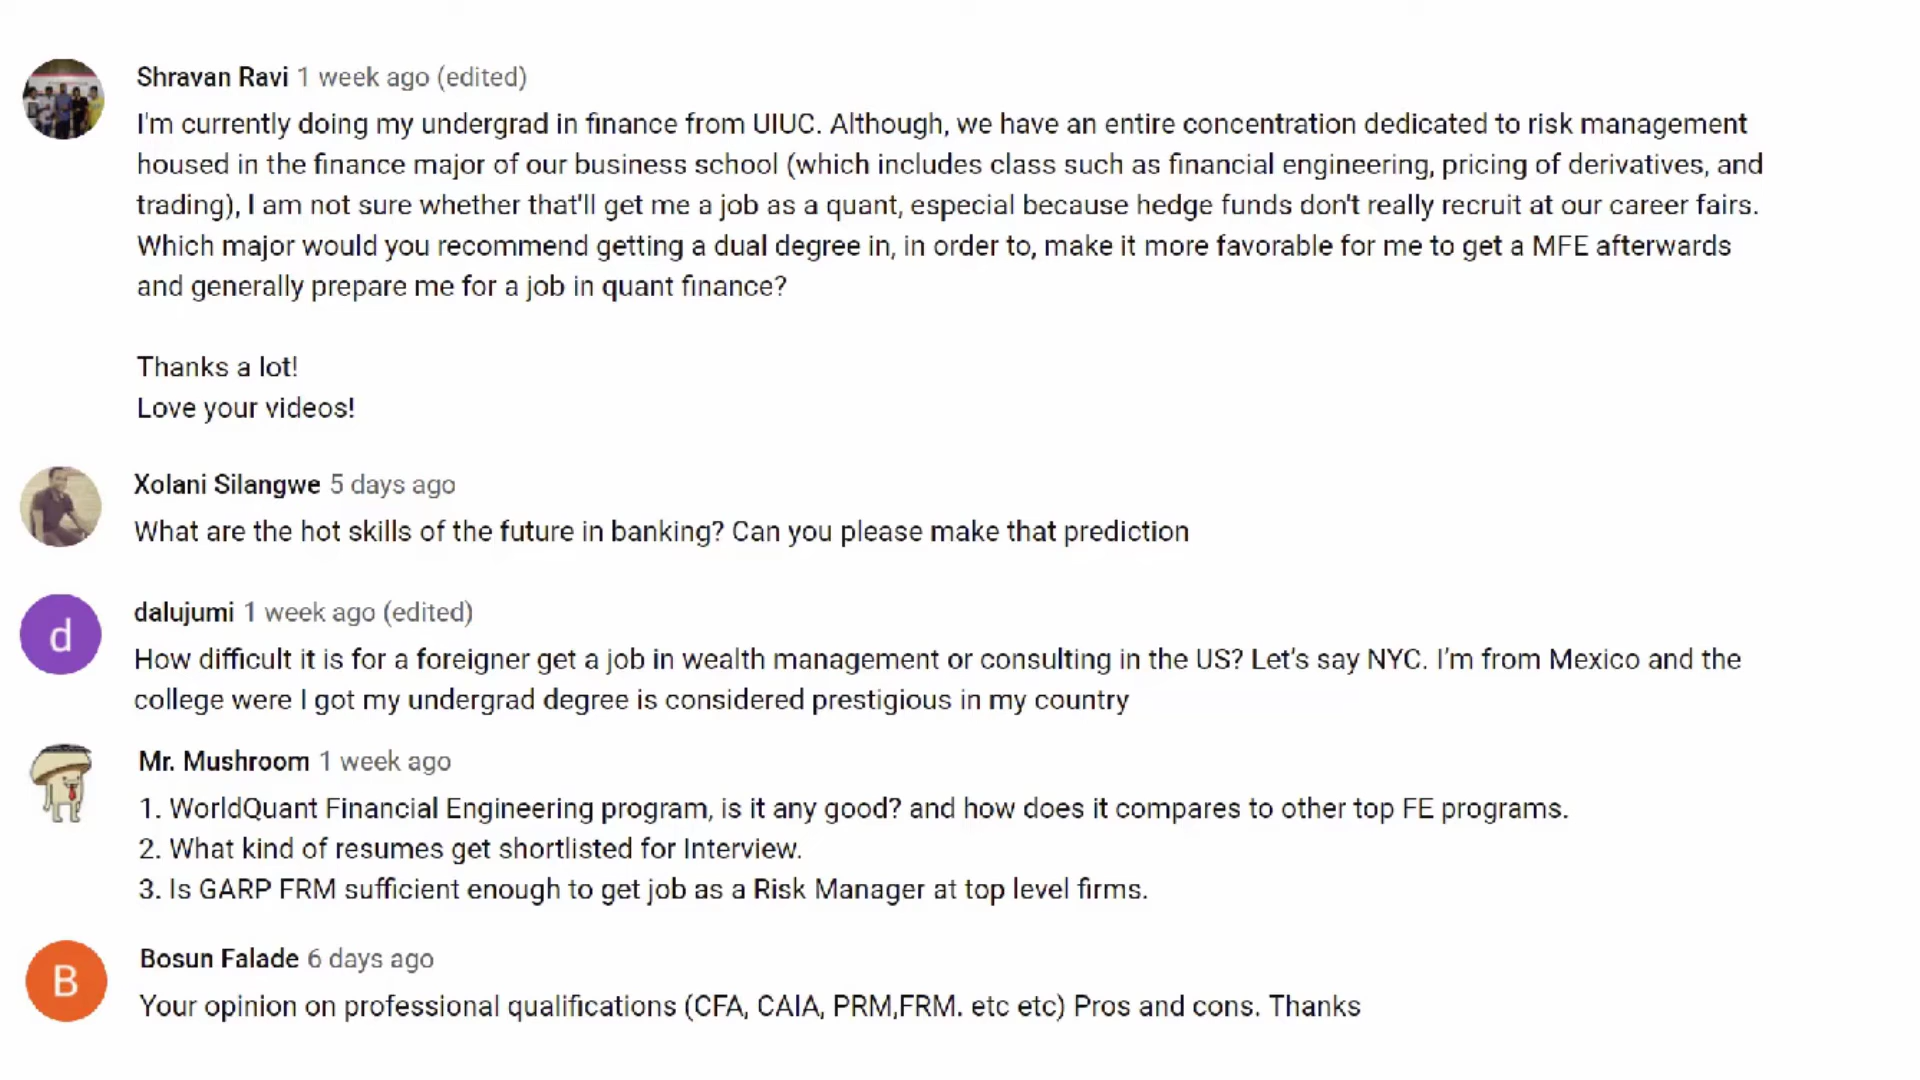 Shravan Ravi 1 week ago (edited)
I'm currently doing my undergrad in finance from UIUC. Although, we have an entire concentration dedicated to risk management
housed in the finance major of our business school (which includes class such as financial engineering, pricing of derivatives, and
trading), I am not sure whether that'll get me a job as a quant, especial because hedge funds don't really recruit at our career fairs.
Which major would you recommend getting a dual degree in, in order to, make it more favorable for me to get a MFE afterwards
and generally prepare me for a job in quant finance?
Thanks a lot!
Love your videos!
Xolani Silangwe 5 days ago
What are the hot skills of the future in banking? Can you please make that prediction
d
dalujumi 1 week ago (edited)
How difficult it is for a foreigner get a job in wealth management or consulting in the US? Let's say NYC. I'm from Mexico and the
college were I got my undergrad degree is considered prestigious in my country
Mr. Mushroom 1 week ago
1. WorldQuant Financial Engineering program, is it any good? and how does it compares to other top FE programs.
2. What kind of resumes get shortlisted for Interview.
3. Is GARP FRM sufficient enough to get job as a Risk Manager at top level firms.
B
Bosun Falade 6 days ago
Your opinion on professional qualifications (CFA, CAIA, PRM,FRM. etc etc) Pros and cons. Thanks